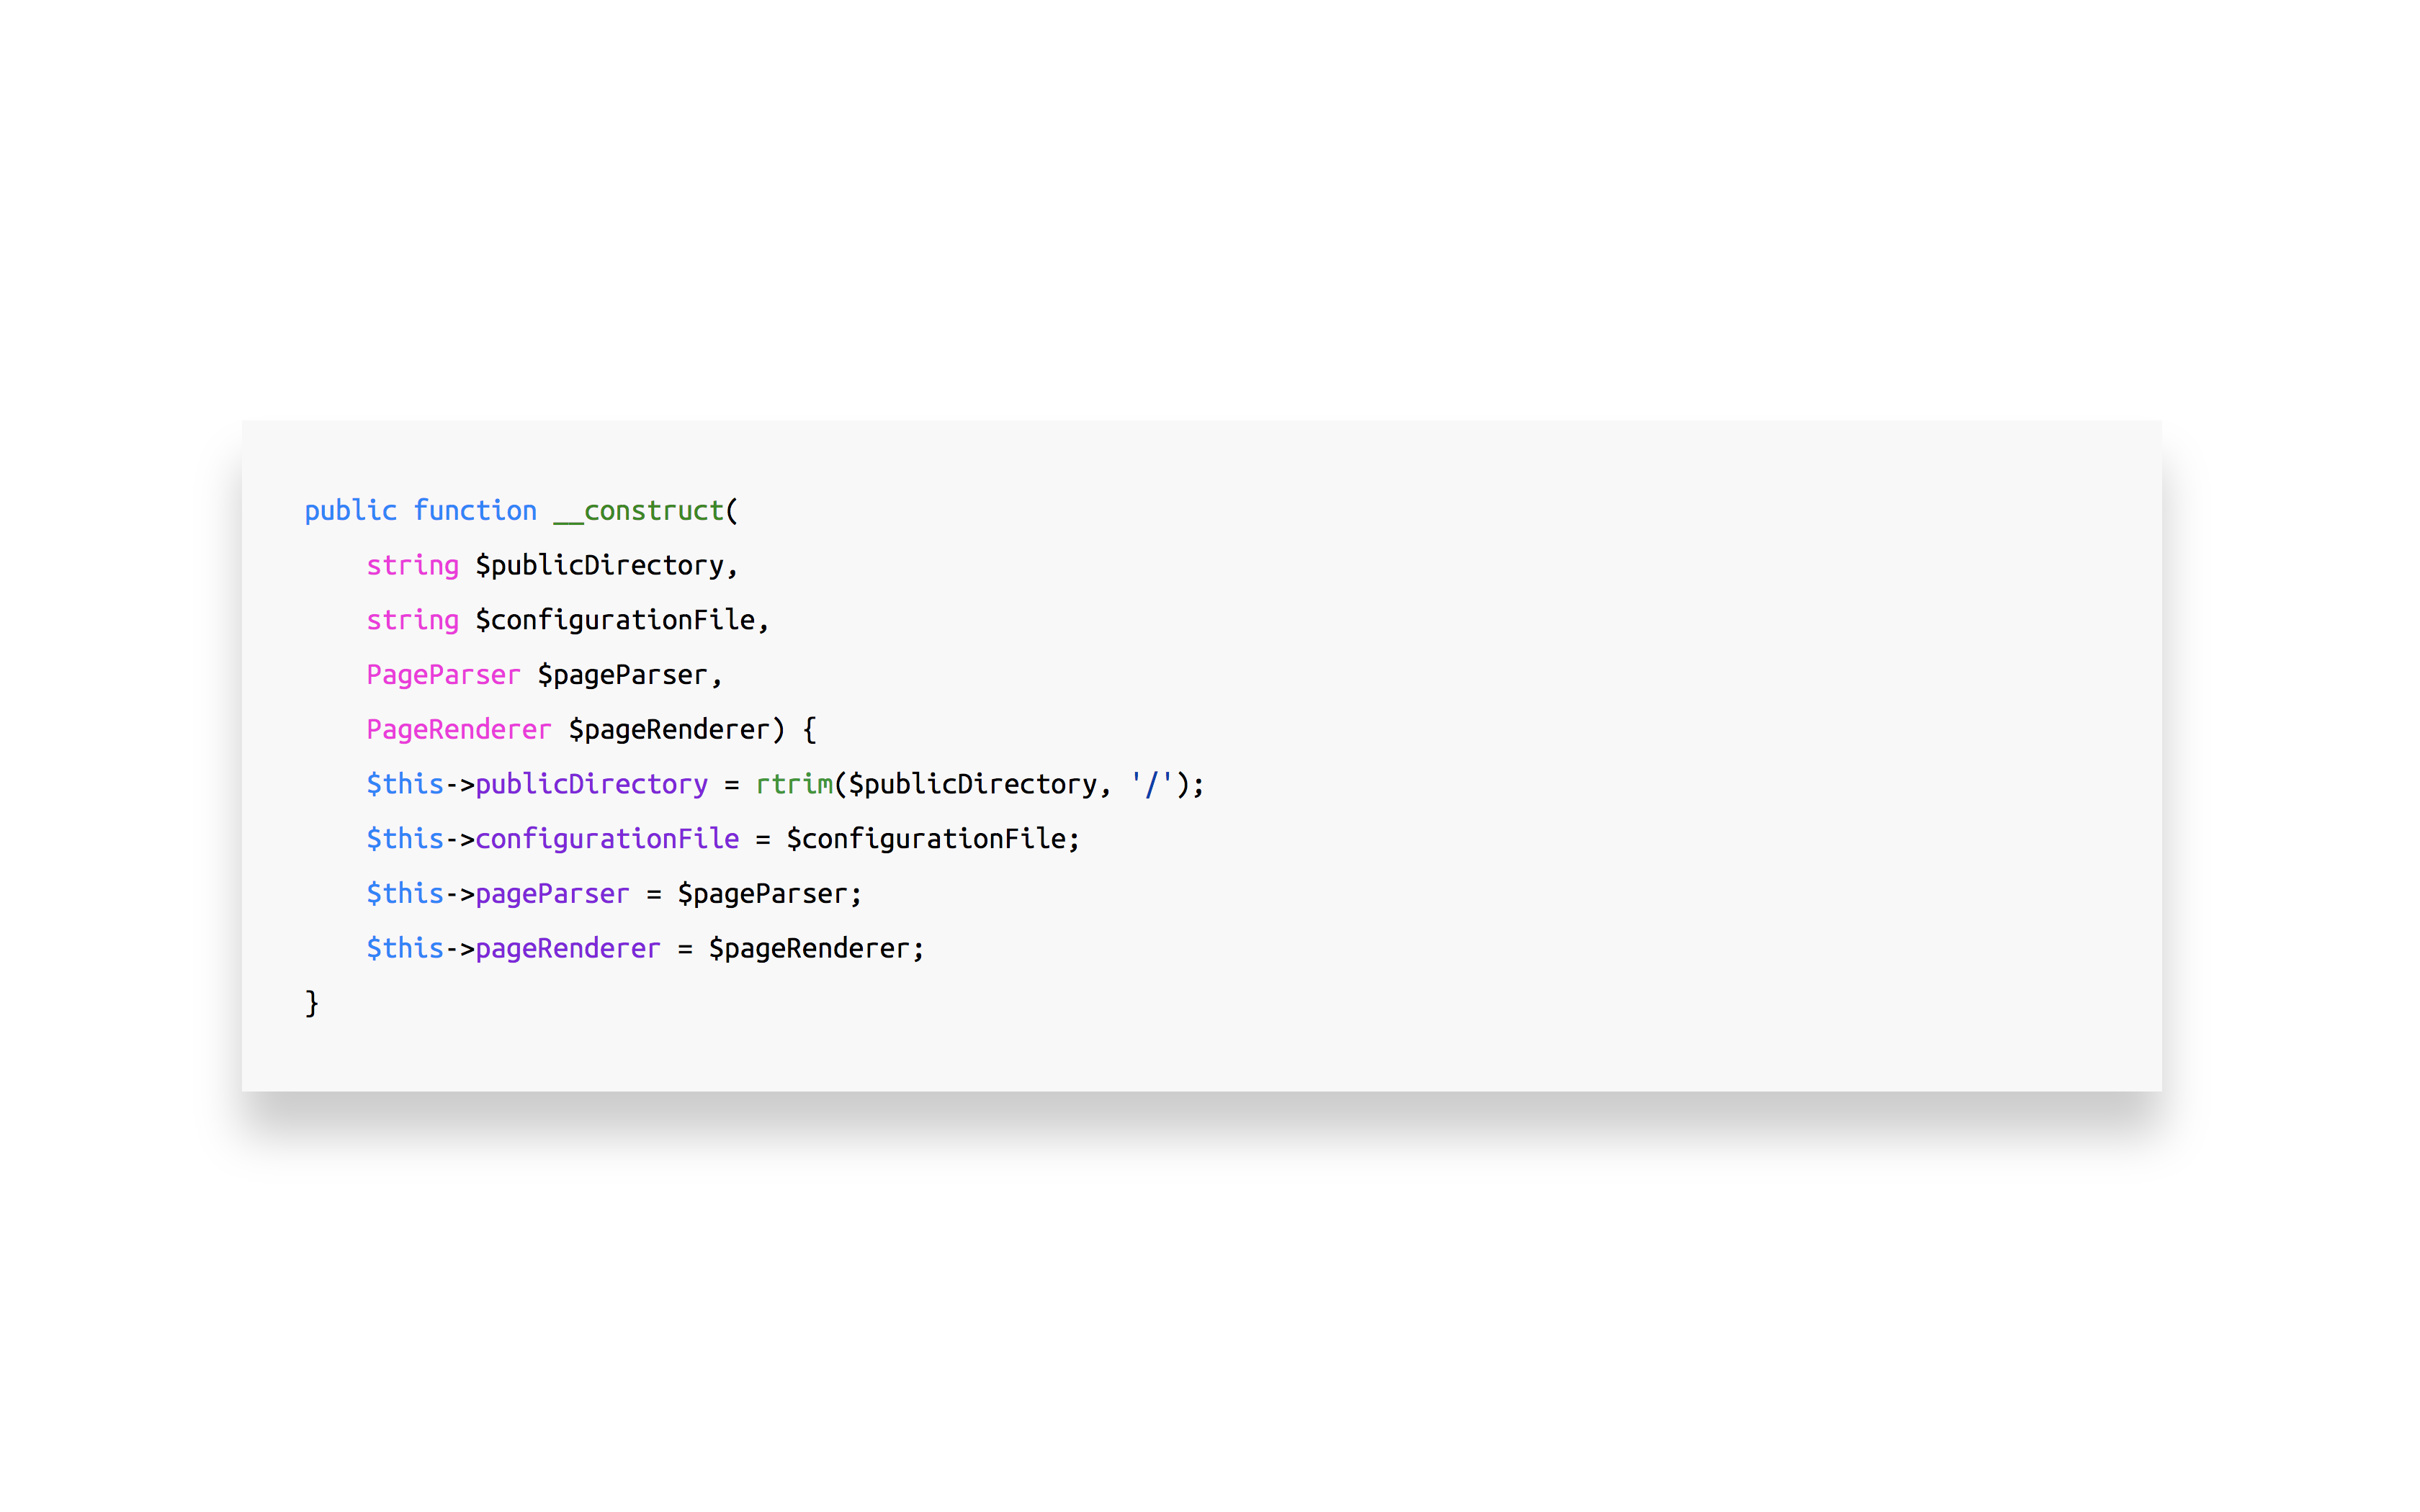 public function __construct(
    string $publicDirectory,
    string $configurationFile,
    PageParser $pageParser,
    PageRenderer $pageRenderer) {
    $this->publicDirectory = rtrim($publicDirectory, '/');
    $this->configurationFile = $configurationFile;
    $this->pageParser = $pageParser;
    $this->pageRenderer = $pageRenderer;
}